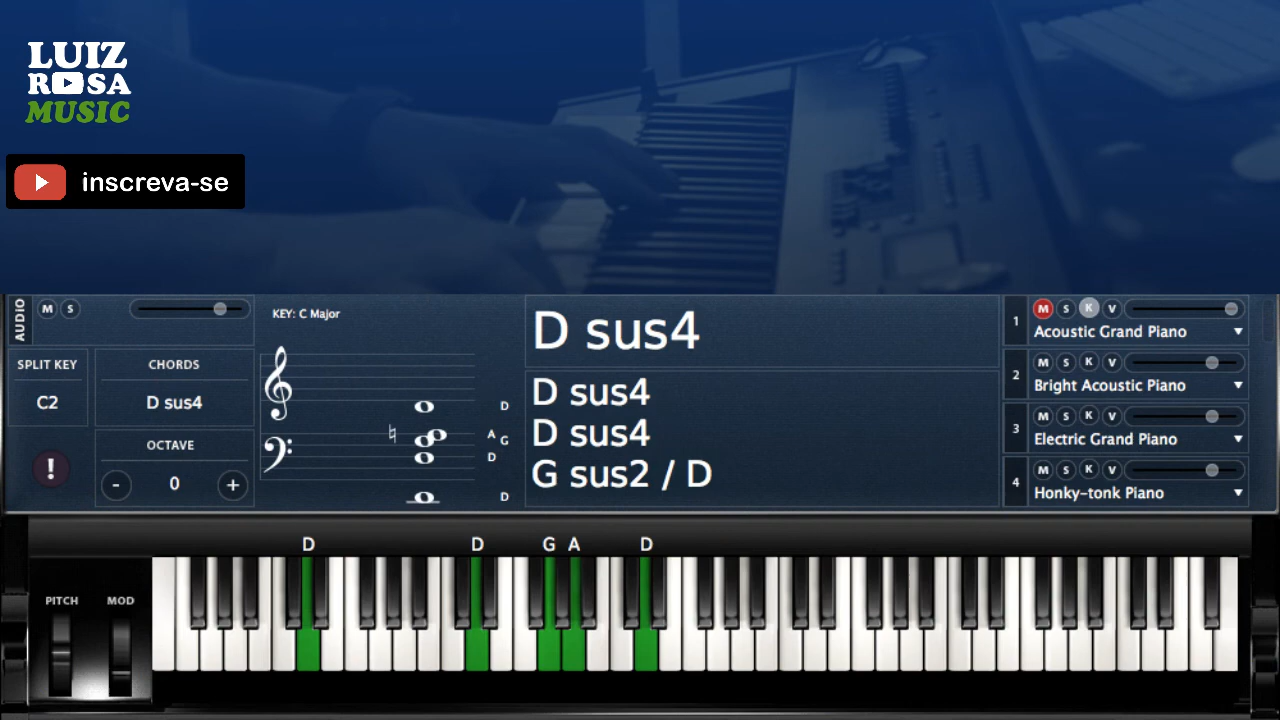 LUIZ
ROSA
MUSIC
inscreva-se
AUDIO
M S
SPLIT KEY
C2
!
CHORDS
D sus4
OCTAVE
- 0 +
KEY: C Major
D
A G
D
D
D sus4
D sus4
D sus4
G sus2 / D
1
M S K V
Acoustic Grand Piano
2
M S K V
Bright Acoustic Piano
3
M S K V
Electric Grand Piano
4
M S K V
Honky-tonk Piano
D D G A D
PITCH MOD